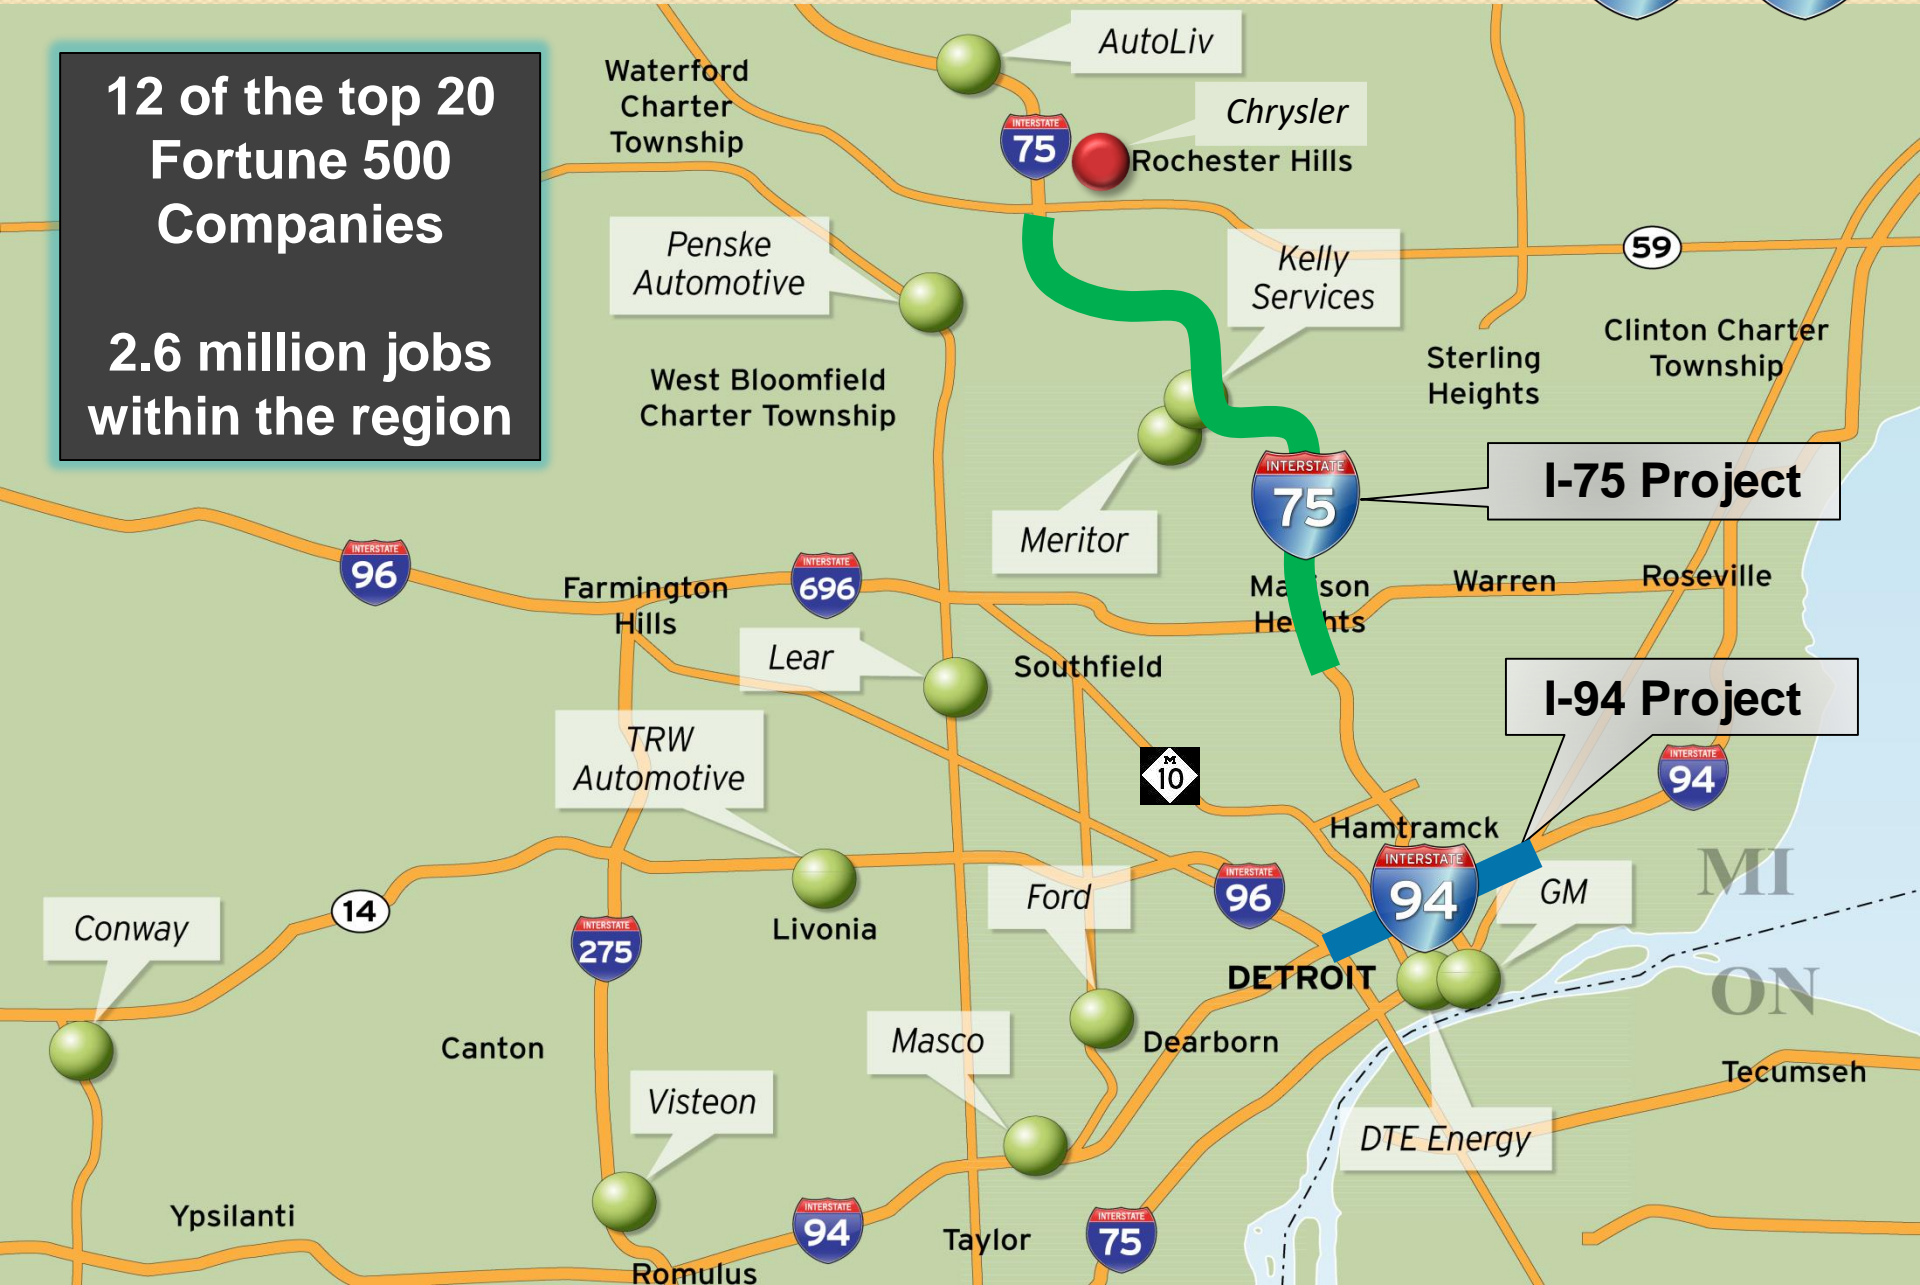 12 of the top 20
Fortune 500
Companies
2.6 million jobs
within the region
AutoLiv
Waterford
Charter
Township
Chrysler
INTERSTATE
75
Rochester Hills
Penske
Automotive
Kelly
Services
59
Clinton Charter
Township
Sterling
Heights
West Bloomfield
Charter Township
INTERSTATE
75
I-75 Project
Meritor
INTERSTATE
96
Farmington
Hills
INTERSTATE
696
Warren
Roseville
Lear
Southfield
I-94 Project
TRW
Automotive
M
10
INTERSTATE
94
Hamtramck
INTERSTATE
94
INTERSTATE
96
Ford
GM
MI
ON
14
Conway
INTERSTATE
275
Livonia
DETROIT
Canton
Masco
Dearborn
Tecumseh
Visteon
DTE Energy
Ypsilanti
INTERSTATE
94
Taylor
INTERSTATE
75
Romulus